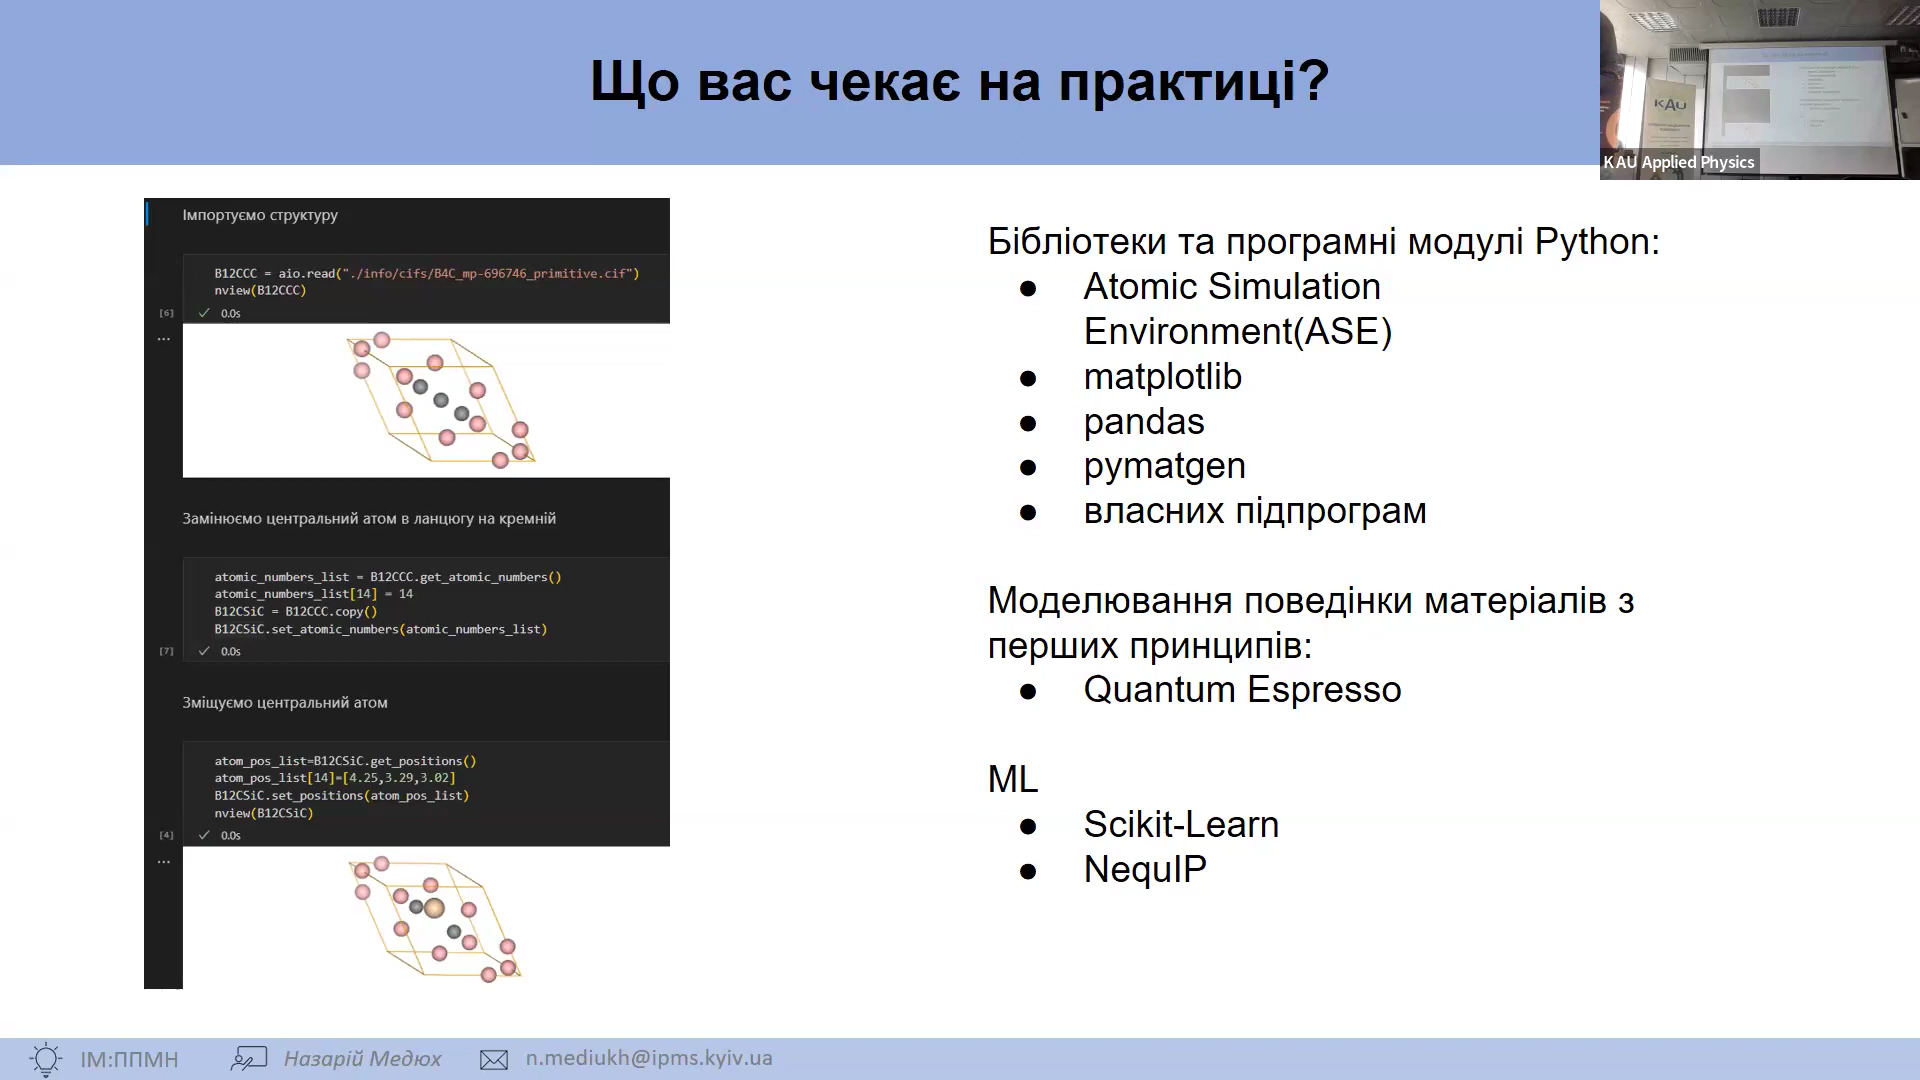 Що вас чекає на практиці?
KAU
KAU Applied Physics
Імпортуємо структуру
B12CCC = aio.read("./info/cifs/B4C_mp-696746_primitive.cif")
nview(B12CCC)
[6] ✓ 0.0s
...
Замінюємо центральний атом в ланцюгу на кремній
atomic_numbers_list = B12CCC.get_atomic_numbers()
atomic_numbers_list[14] = 14
B12CSiC = B12CCC.copy()
B12CSiC.set_atomic_numbers(atomic_numbers_list)
[7] ✓ 0.0s
Зміщуємо центральний атом
atom_pos_list=B12CSiC.get_positions()
atom_pos_list[14]=[4.25,3.29,3.02]
B12CSiC.set_positions(atom_pos_list)
nview(B12CSiC)
[4] ✓ 0.0s
...
Бібліотеки та програмні модулі Python:
● Atomic Simulation
Environment(ASE)
● matplotlib
● pandas
● pymatgen
● власних підпрограм
Моделювання поведінки матеріалів з
перших принципів:
● Quantum Espresso
ML
● Scikit-Learn
● NequIP
ІМ:ППМН Назарій Медюх n.mediukh@ipms.kyiv.ua